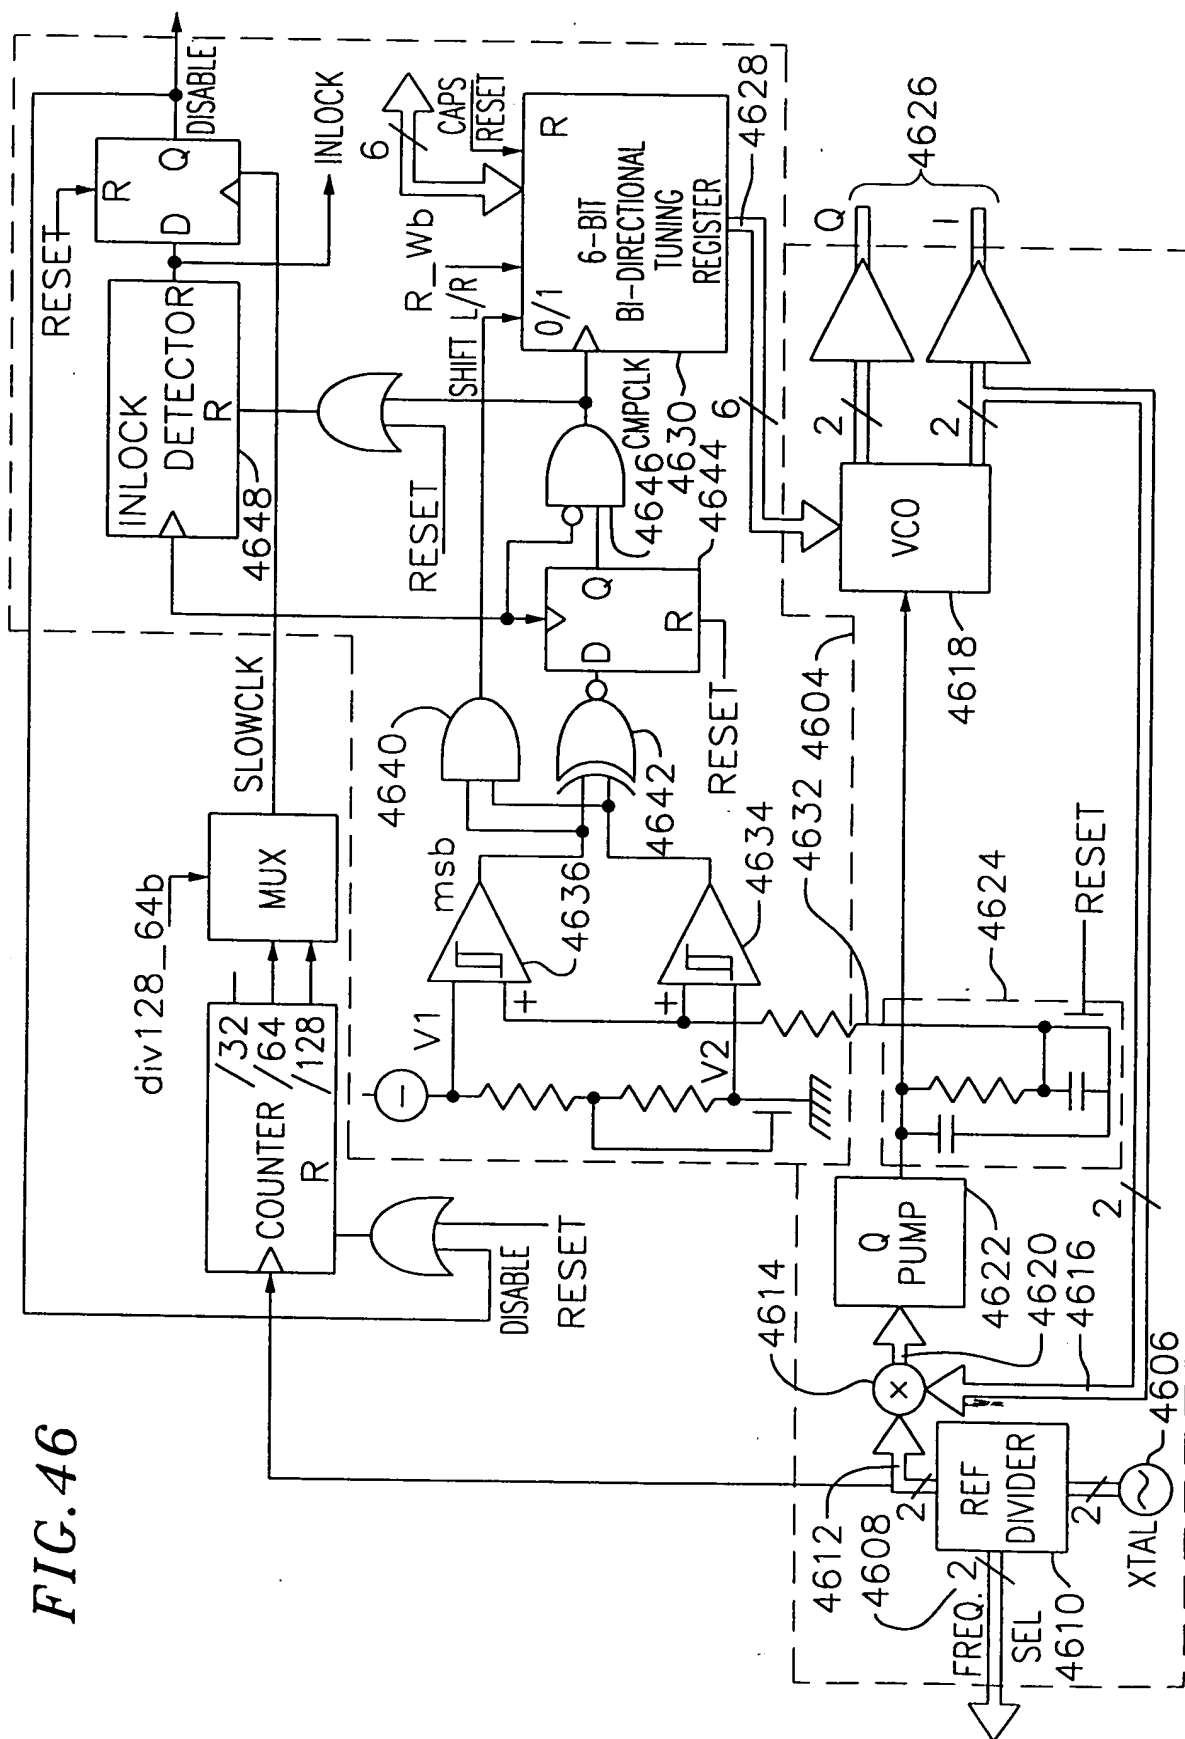 FIG. 46
RESET
R
D
Q
DISABLE
INLOCK
INLOCK
DETECTOR
R
4648
RESET
SLOWCLK
div128_64b
MUX
COUNTER
/32
/64
/128
R
DISABLE
RESET
6
CAPS
RESET
R_Wb
SHIFT L/R
0/1
R
6-BIT
BI-DIRECTIONAL
TUNING
REGISTER
4628
CMPCLK
4646
4630
4644
6
D
Q
R
RESET
4640
4642
msb
4636
4634
V1
+
+
V2
4632
4604
4626
Q
I
2
2
VCO
4618
4624
RESET
Q
PUMP
4622
4620
4616
2
4614
×
4612
4608
2
REF
DIVIDER
FREQ.
SEL
2
4610
2
XTAL
4606